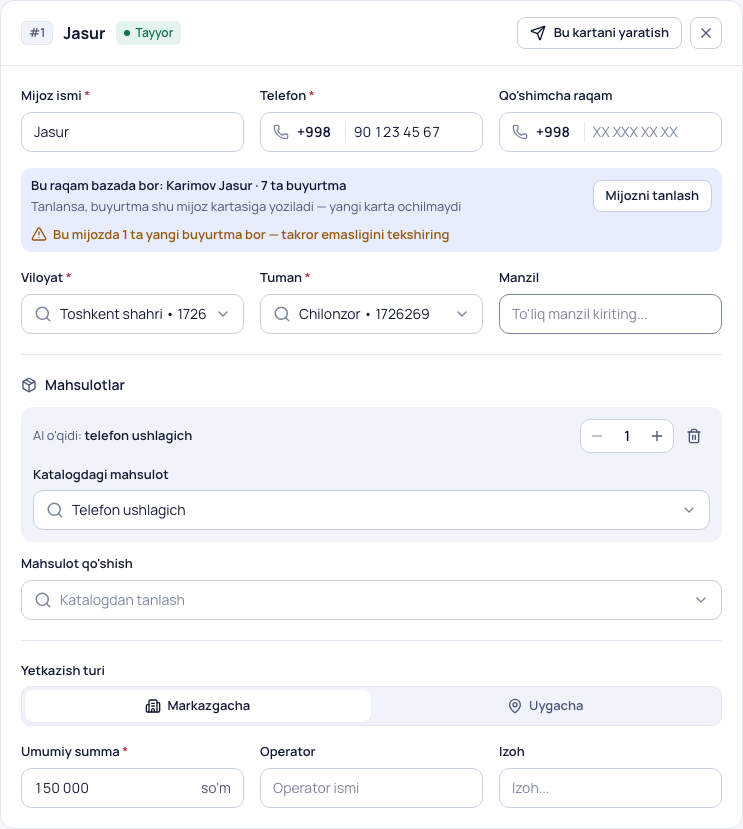 #1 Jasur Tayyor Bu kartani yaratish
Mijoz ismi * Telefon * Qo'shimcha raqam
Jasur +998 90 123 45 67 +998 XX XXX XX XX
Bu raqam bazada bor: Karimov Jasur · 7 ta buyurtma
Tanlansa, buyurtma shu mijoz kartasiga yoziladi — yangi karta ochilmaydi
Mijozni tanlash
Bu mijozda 1 ta yangi buyurtma bor — takror emasligini tekshiring
Viloyat * Tuman * Manzil
Toshkent shahri • 1726 Chilonzor • 1726269 To'liq manzil kiriting...
Mahsulotlar
AI o'qidi: telefon ushlagich − 1 +
Katalogdagi mahsulot
Telefon ushlagich
Mahsulot qo'shish
Katalogdan tanlash
Yetkazish turi
Markazgacha Uygacha
Umumiy summa * Operator Izoh
150 000 so'm Operator ismi Izoh...